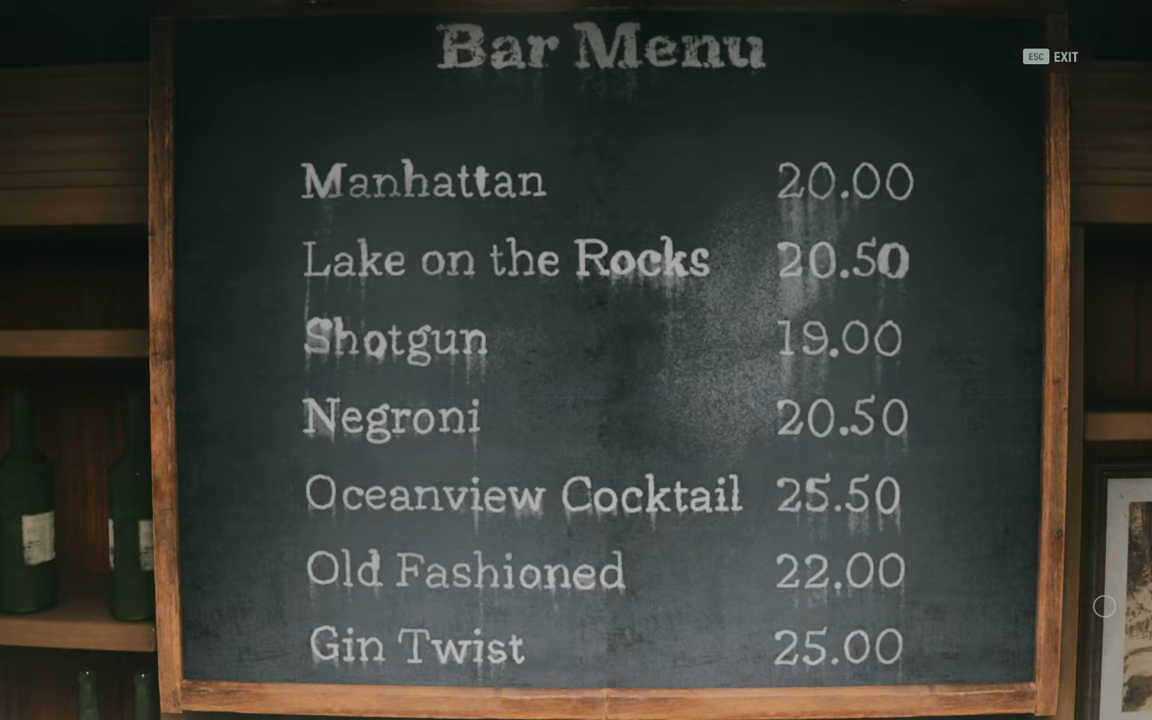 Bar Menu
ESC EXIT
Manhattan 20.00
Lake on the Rocks 20.50
Shotgun 19.00
Negroni 20.50
Oceanview Cocktail 25.50
Old Fashioned 22.00
Gin Twist 25.00